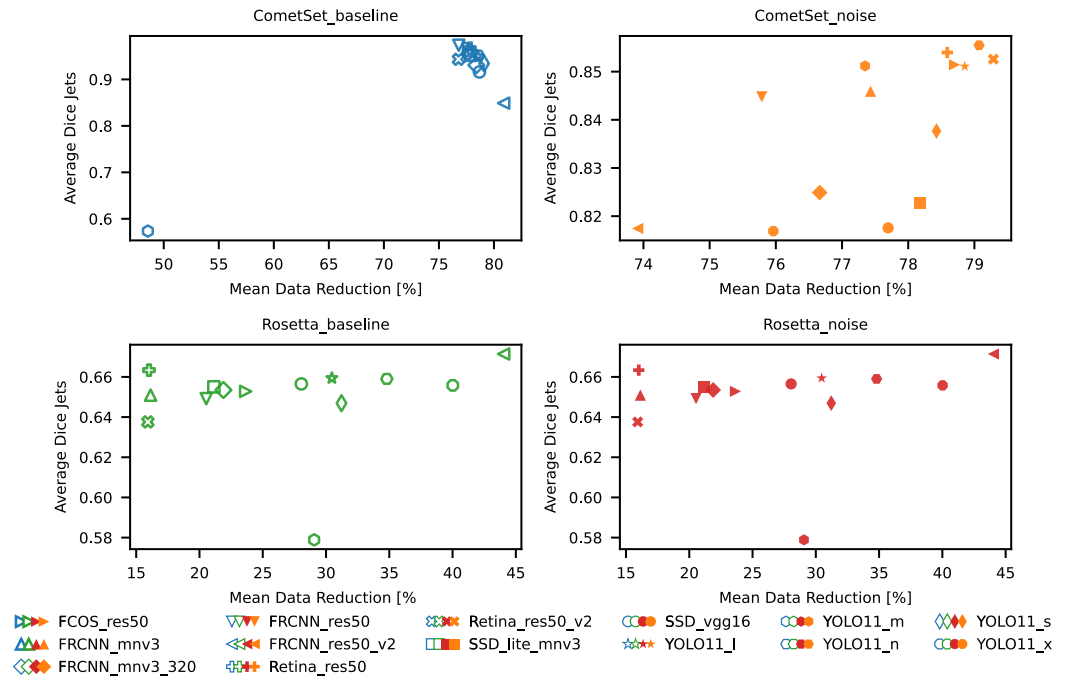 CometSet_baseline
0.9
0.8
0.7
0.6
Average Dice Jets
50 55 60 65 70 75 80
Mean Data Reduction [%]
CometSet_noise
0.85
0.84
0.83
0.82
Average Dice Jets
74 75 76 77 78 79
Mean Data Reduction [%]
Rosetta_baseline
0.66
0.64
0.62
0.60
0.58
Average Dice Jets
15 20 25 30 35 40 45
Mean Data Reduction [%
Rosetta_noise
0.66
0.64
0.62
0.60
0.58
Average Dice Jets
15 20 25 30 35 40 45
Mean Data Reduction [%
FCOS_res50 FRCNN_res50 Retina_res50_v2 SSD_vgg16 YOLO11_m YOLO11_s
FRCNN_mnv3 FRCNN_res50_v2 SSD_lite_mnv3 YOLO11_l YOLO11_n YOLO11_x
FRCNN_mnv3_320 Retina_res50